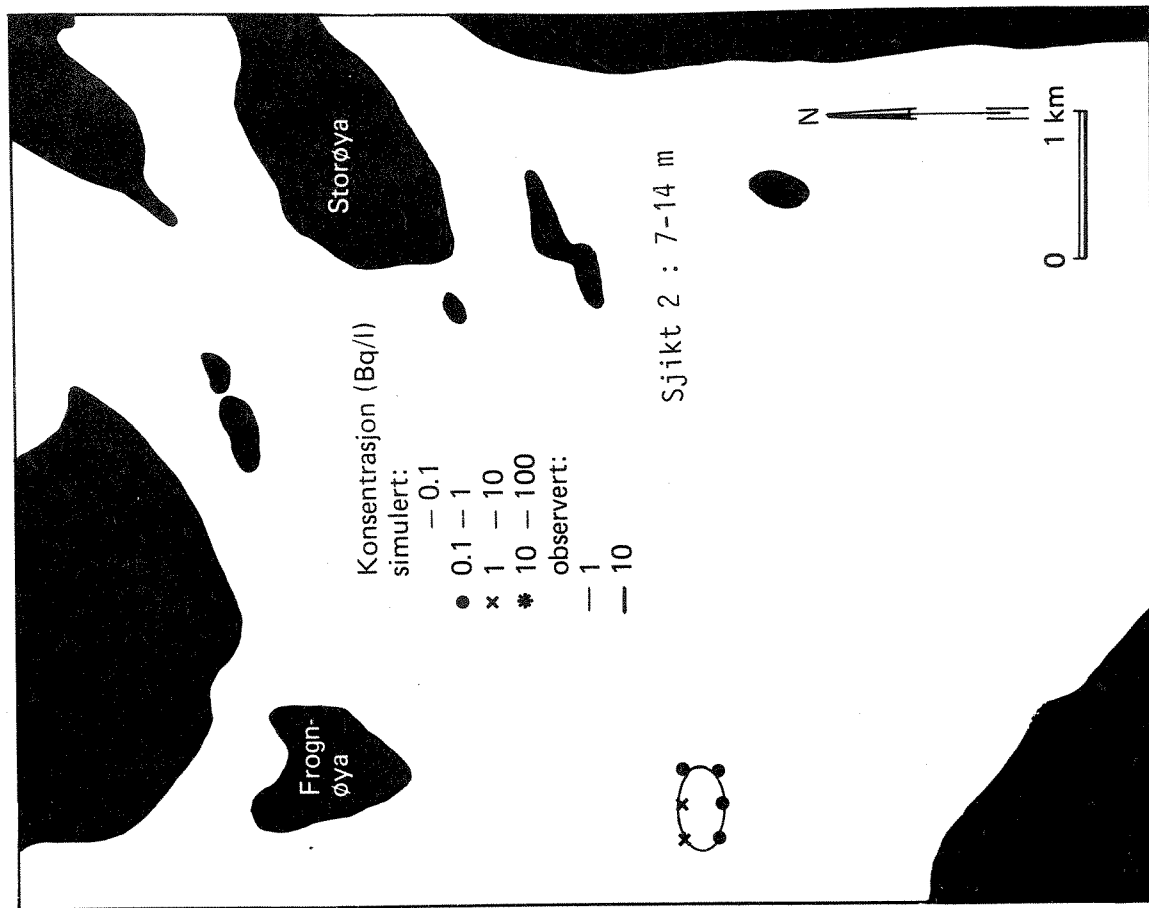 Storøya
Frogn-
øya
Konsentrasjon (Bq/l)
simulert:
— 0.1
● 0.1 — 1
× 1 — 10
✱ 10 — 100
observert:
— 1
— 10
Sjikt 2 : 7-14 m
N
0 1 km